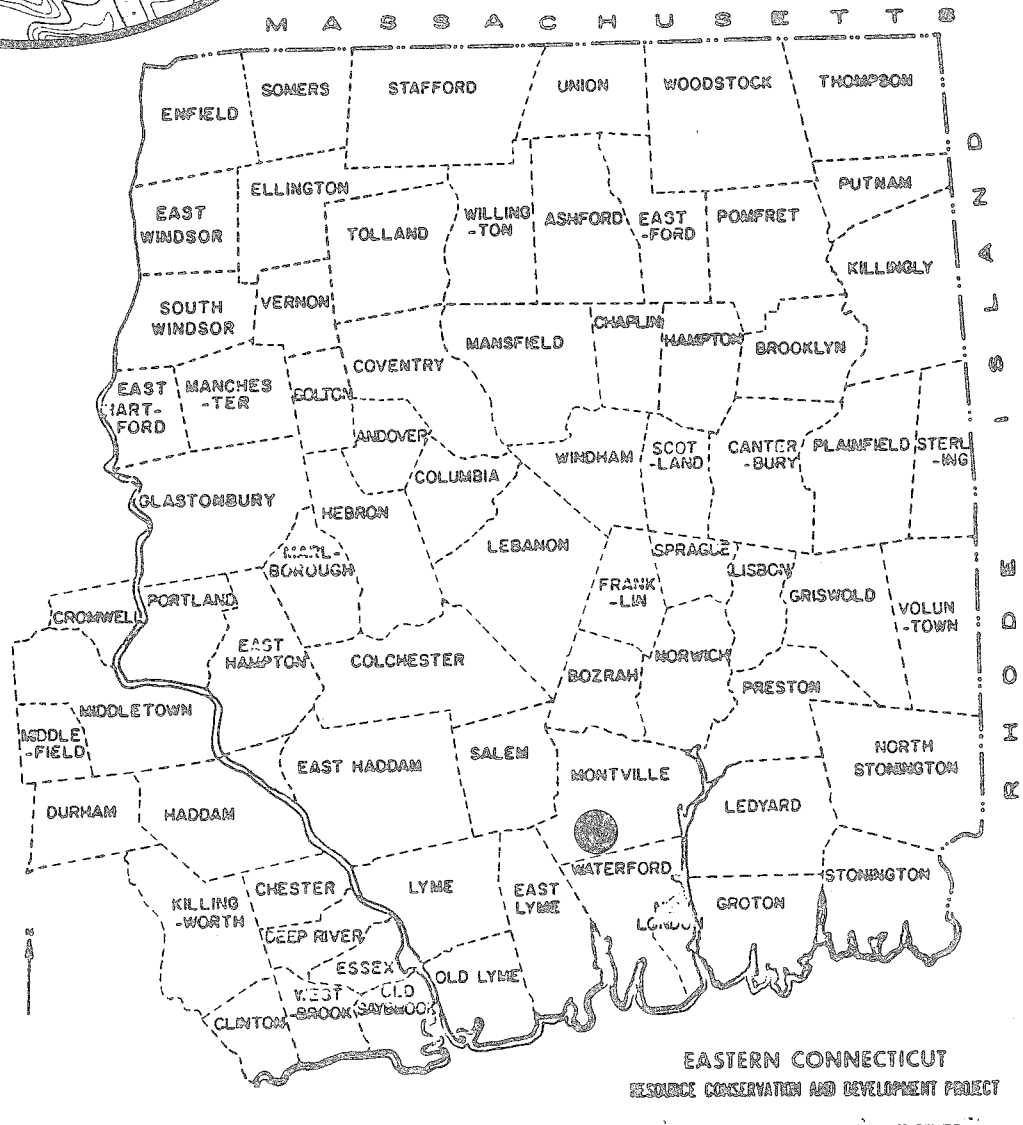 MASSACHUSETTS
SOMERS
STAFFORD
UNION
WOODSTOCK
THOMPSON
ENFIELD
PUTNAM
ELLINGTON
EAST
WINDSOR
TOLLAND
WILLING
-TON
ASHFORD
EAST
-FORD
POMFRET
KILLINGLY
SOUTH
WINDSOR
VERNON
MANSFIELD
CHAPLIN
HAMPTON
BROOKLYN
COVENTRY
EAST
HART-
FORD
MANCHES
-TER
BOLTON
ANDOVER
WINDHAM
SCOT
-LAND
CANTER
-BURY
PLAINFIELD
STERL
-ING
COLUMBIA
GLASTONBURY
HEBRON
LEBANON
MARL-
BOROUGH
SPRAGUE
LISBON
FRANK
-LIN
GRISWOLD
VOLUN
-TOWN
PORTLAND
CROMWELL
EAST
HAMPTON
COLCHESTER
BOZRAH
NORWICH
PRESTON
MIDDLETOWN
MIDDLE
-FIELD
EAST HADDAM
SALEM
MONTVILLE
NORTH
STONINGTON
LEDYARD
DURHAM
HADDAM
WATERFORD
STONINGTON
CHESTER
LYME
EAST
LYME
KILLING
-WORTH
GROTON
LONDON
DEEP RIVER
ESSEX
OLD LYME
WEST
-BROOK
OLD
SAYBROOK
CLINTON
RHODE ISLAND
N
EASTERN CONNECTICUT
RESOURCE CONSERVATION AND DEVELOPMENT PROJECT